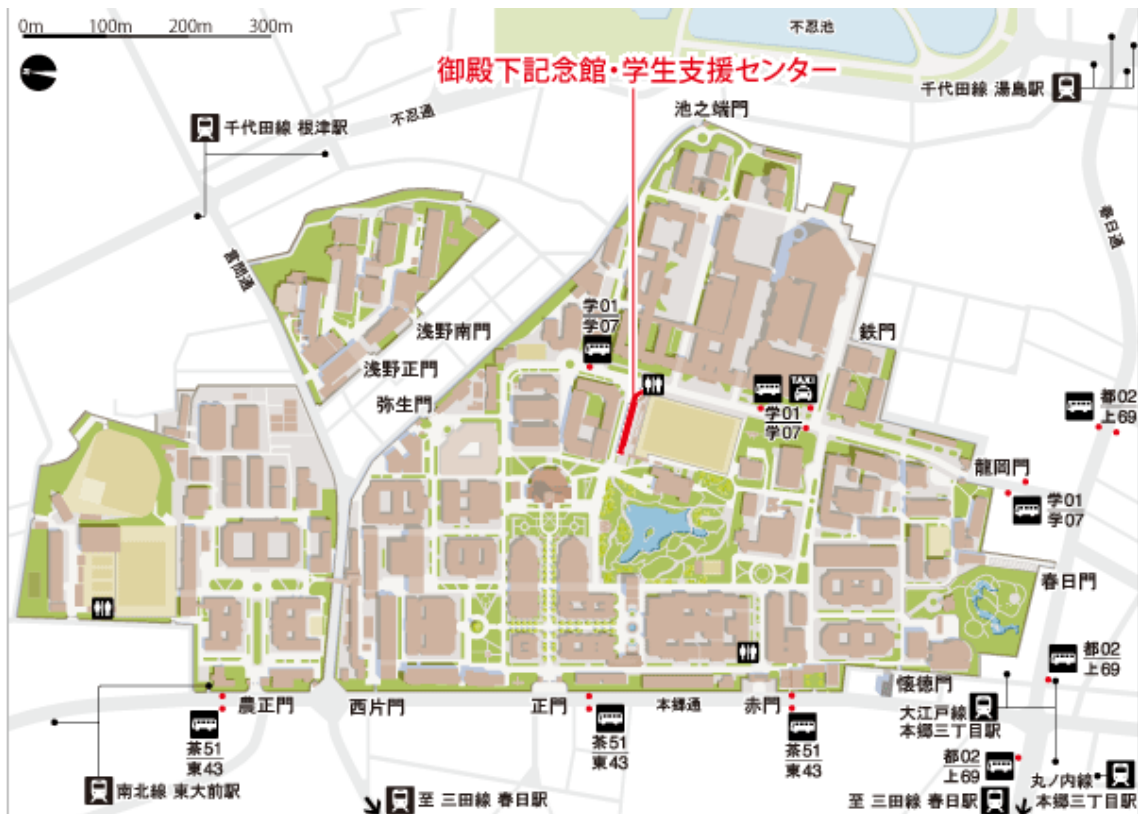 0m 100m 200m 300m
不忍池
御殿下記念館・学生支援センター
千代田線 湯島駅
池之端門
不忍通
千代田線 根津駅
春日通
言問通
学01
学07
浅野南門
鉄門
浅野正門
TAXI
弥生門
学01
学07
都02
上69
龍岡門
学01
学07
春日門
都02
上69
懐徳門
農正門
西片門
正門
本郷通
赤門
大江戸線
本郷三丁目駅
茶51
東43
茶51
東43
茶51
東43
都02
上69
丸ノ内線
本郷三丁目駅
南北線 東大前駅
至 三田線 春日駅
至 三田線 春日駅